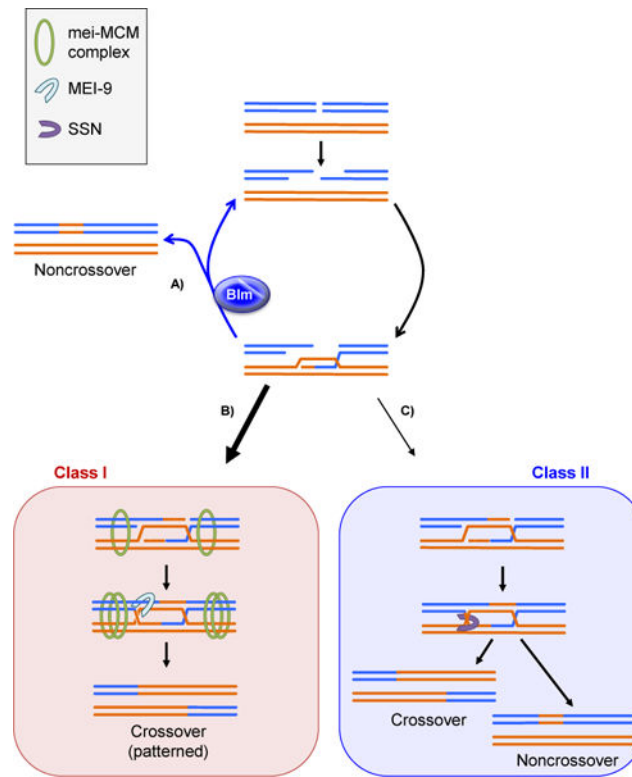 mei-MCM
complex
MEI-9
SSN
Noncrossover
A)
Blm
B)
C)
Class I
Class II
Crossover
(patterned)
Crossover
Noncrossover